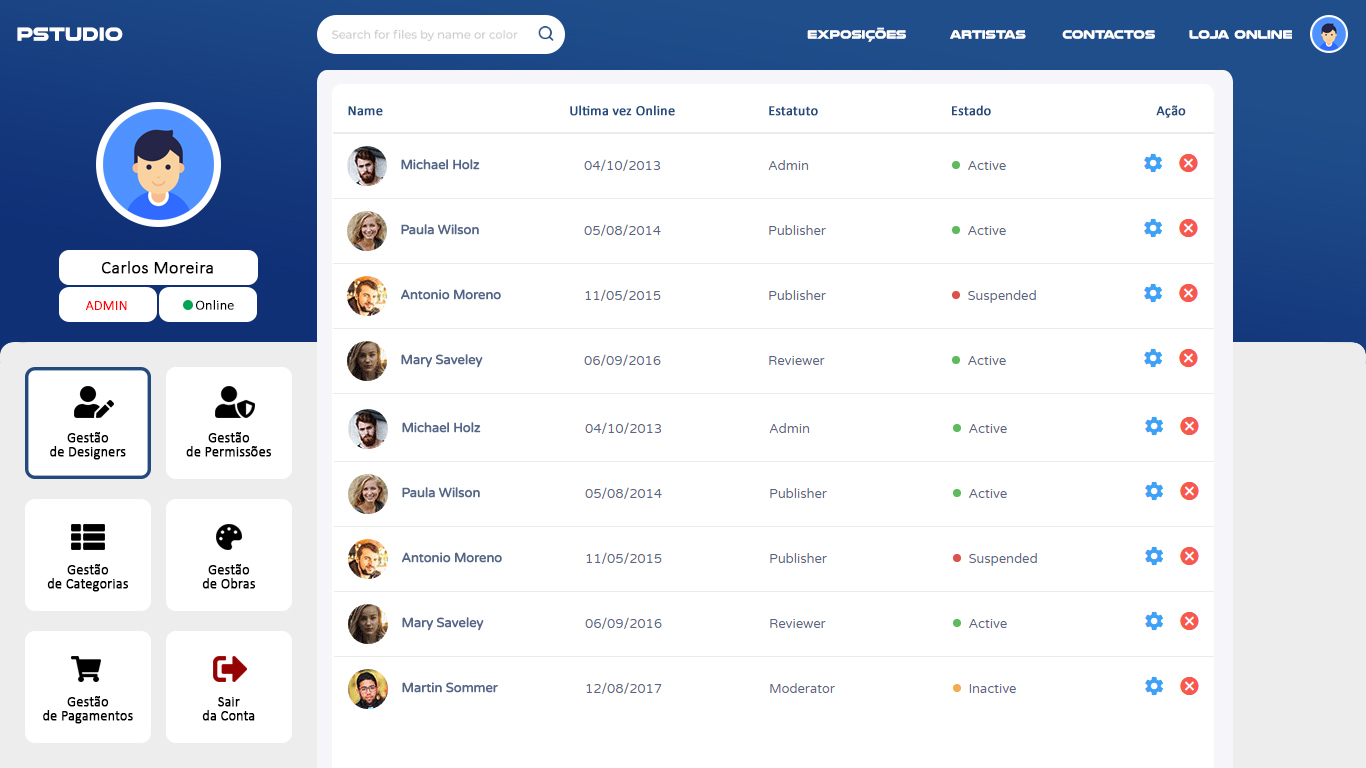 PSTUDIO
Search for files by name or color
EXPOSIÇÕES ARTISTAS CONTACTOS LOJA ONLINE
Carlos Moreira
ADMIN Online
Gestão
de Designers
Gestão
de Permissões
Gestão
de Categorias
Gestão
de Obras
Gestão
de Pagamentos
Sair
da Conta
Name Ultima vez Online Estatuto Estado Ação
Michael Holz 04/10/2013 Admin Active
Paula Wilson 05/08/2014 Publisher Active
Antonio Moreno 11/05/2015 Publisher Suspended
Mary Saveley 06/09/2016 Reviewer Active
Michael Holz 04/10/2013 Admin Active
Paula Wilson 05/08/2014 Publisher Active
Antonio Moreno 11/05/2015 Publisher Suspended
Mary Saveley 06/09/2016 Reviewer Active
Martin Sommer 12/08/2017 Moderator Inactive